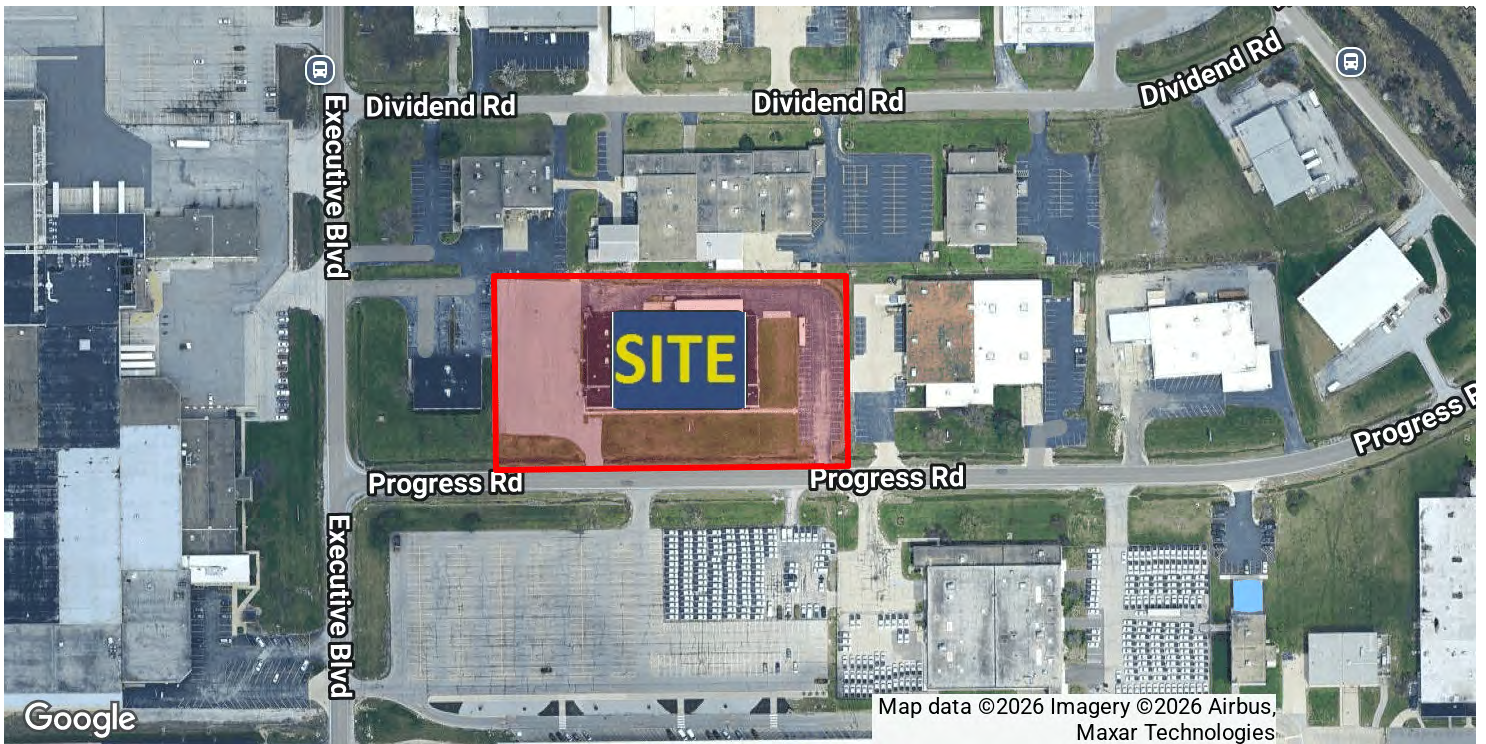 Dividend Rd
Dividend Rd
Dividend Rd
Executive Blvd
SITE
Progress R
Progress Rd
Progress Rd
Executive Blvd
Google
Map data ©2026 Imagery ©2026 Airbus,
Maxar Technologies